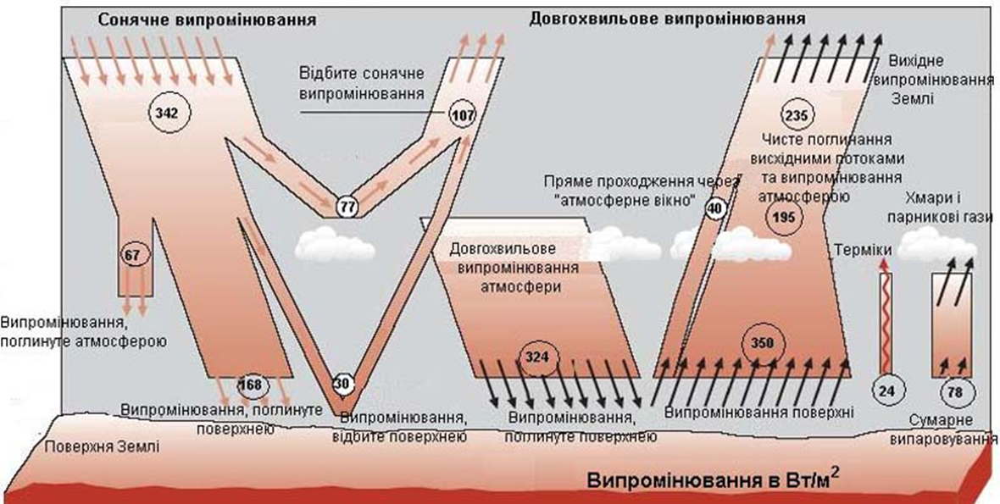 Сонячне випромінювання
Довгохвильове випромінювання
Відбите сонячне
випромінювання
342
107
235
Вихідне
випромінювання
Землі
Чисте поглинання
висхідними потоками
та випромінювання
атмосферою
195
Пряме проходження через
"атмосферне вікно"
40
77
67
Хмари і
парникові гази
Терміки
Довгохвильове
випромінювання
атмосфери
Випромінювання,
поглинуте атмосферою
324
350
168
30
24
78
Випромінювання, поглинуте
поверхнею
Випромінювання,
відбите поверхнею
Випромінювання,
поглинуте поверхнею
Випромінювання поверхні
Сумарне
випаровування
Поверхня Землі
Випромінювання в Вт/м²